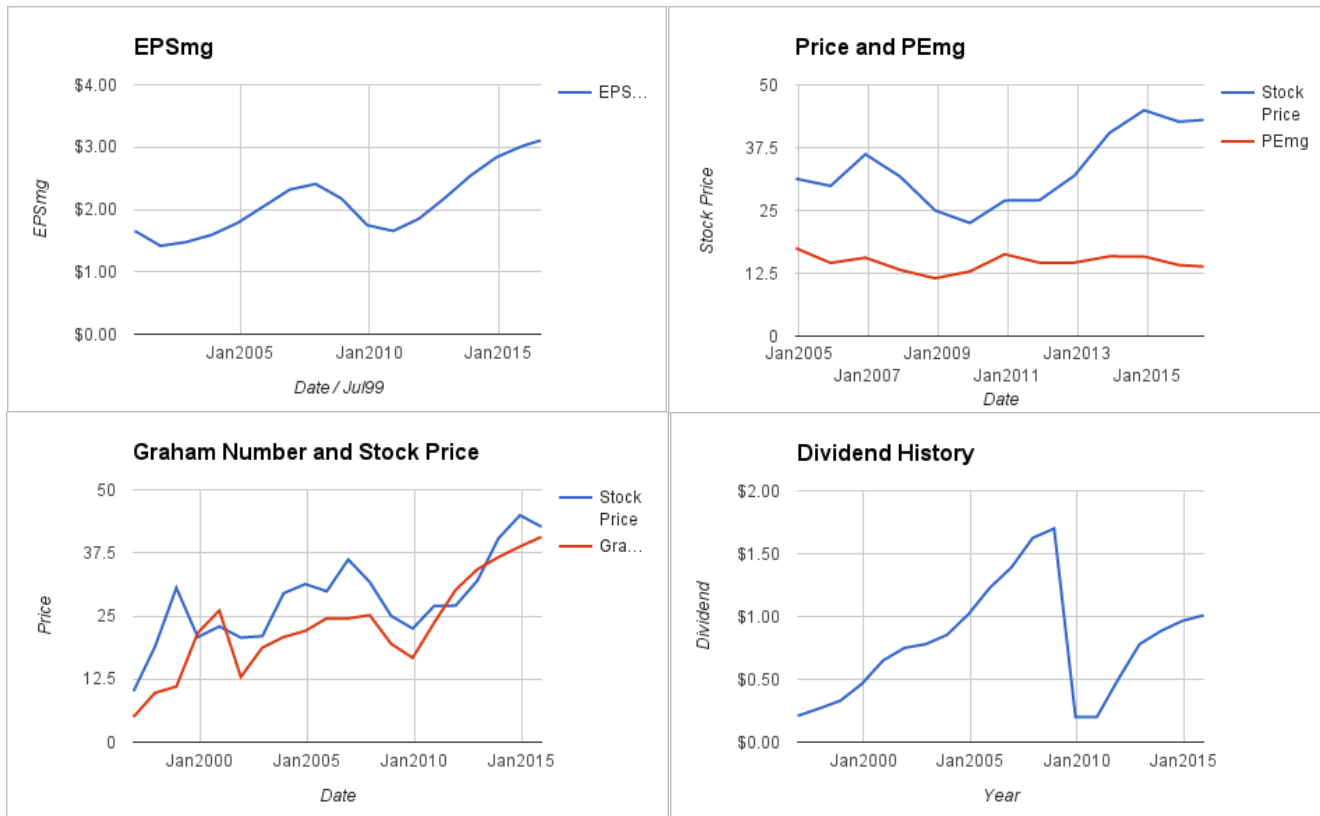 EPSmg
$4.00
$3.00
$2.00
$1.00
$0.00
EPSmg
EPS...
Jan2005 Jan2010 Jan2015
Date / Jul99
Price and PEmg
50
37.5
25
12.5
0
Stock Price
Stock
Price
PEmg
Jan2005 Jan2009 Jan2013
Jan2007 Jan2011 Jan2015
Date
Graham Number and Stock Price
50
37.5
25
12.5
0
Price
Stock
Price
Gra...
Jan2000 Jan2005 Jan2010 Jan2015
Date
Dividend History
$2.00
$1.50
$1.00
$0.50
$0.00
Dividend
Jan2000 Jan2005 Jan2010 Jan2015
Year